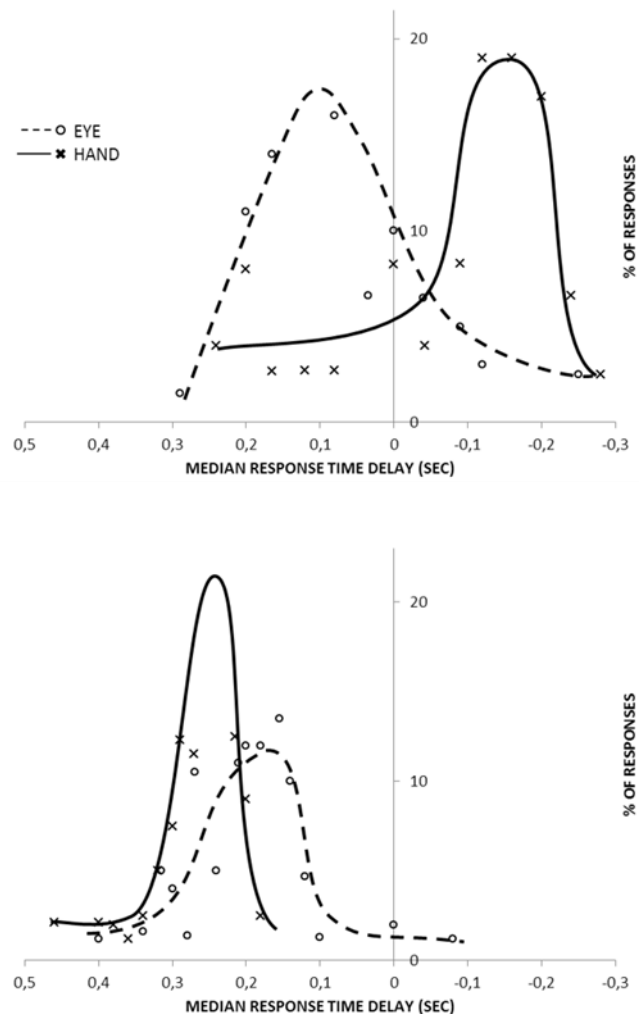 20
EYE
HAND
10
% OF RESPONSES
0
0,5 0,4 0,3 0,2 0,1 0 -0,1 -0,2 -0,3
MEDIAN RESPONSE TIME DELAY (SEC)
20
10
% OF RESPONSES
0
0,5 0,4 0,3 0,2 0,1 0 -0,1 -0,2 -0,3
MEDIAN RESPONSE TIME DELAY (SEC)